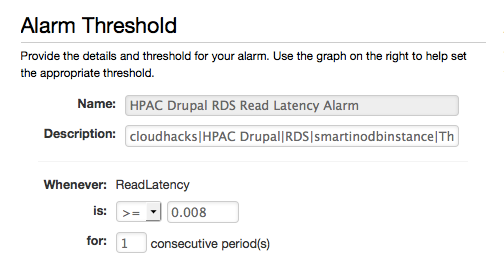 Alarm Threshold
Provide the details and threshold for your alarm. Use the graph on the right to help set
the appropriate threshold.
Name: HPAC Drupal RDS Read Latency Alarm
Description: cloudhacks|HPAC Drupal|RDS|smartinodbinstance|Th
Whenever: ReadLatency
is: >= 0.008
for: 1 consecutive period(s)